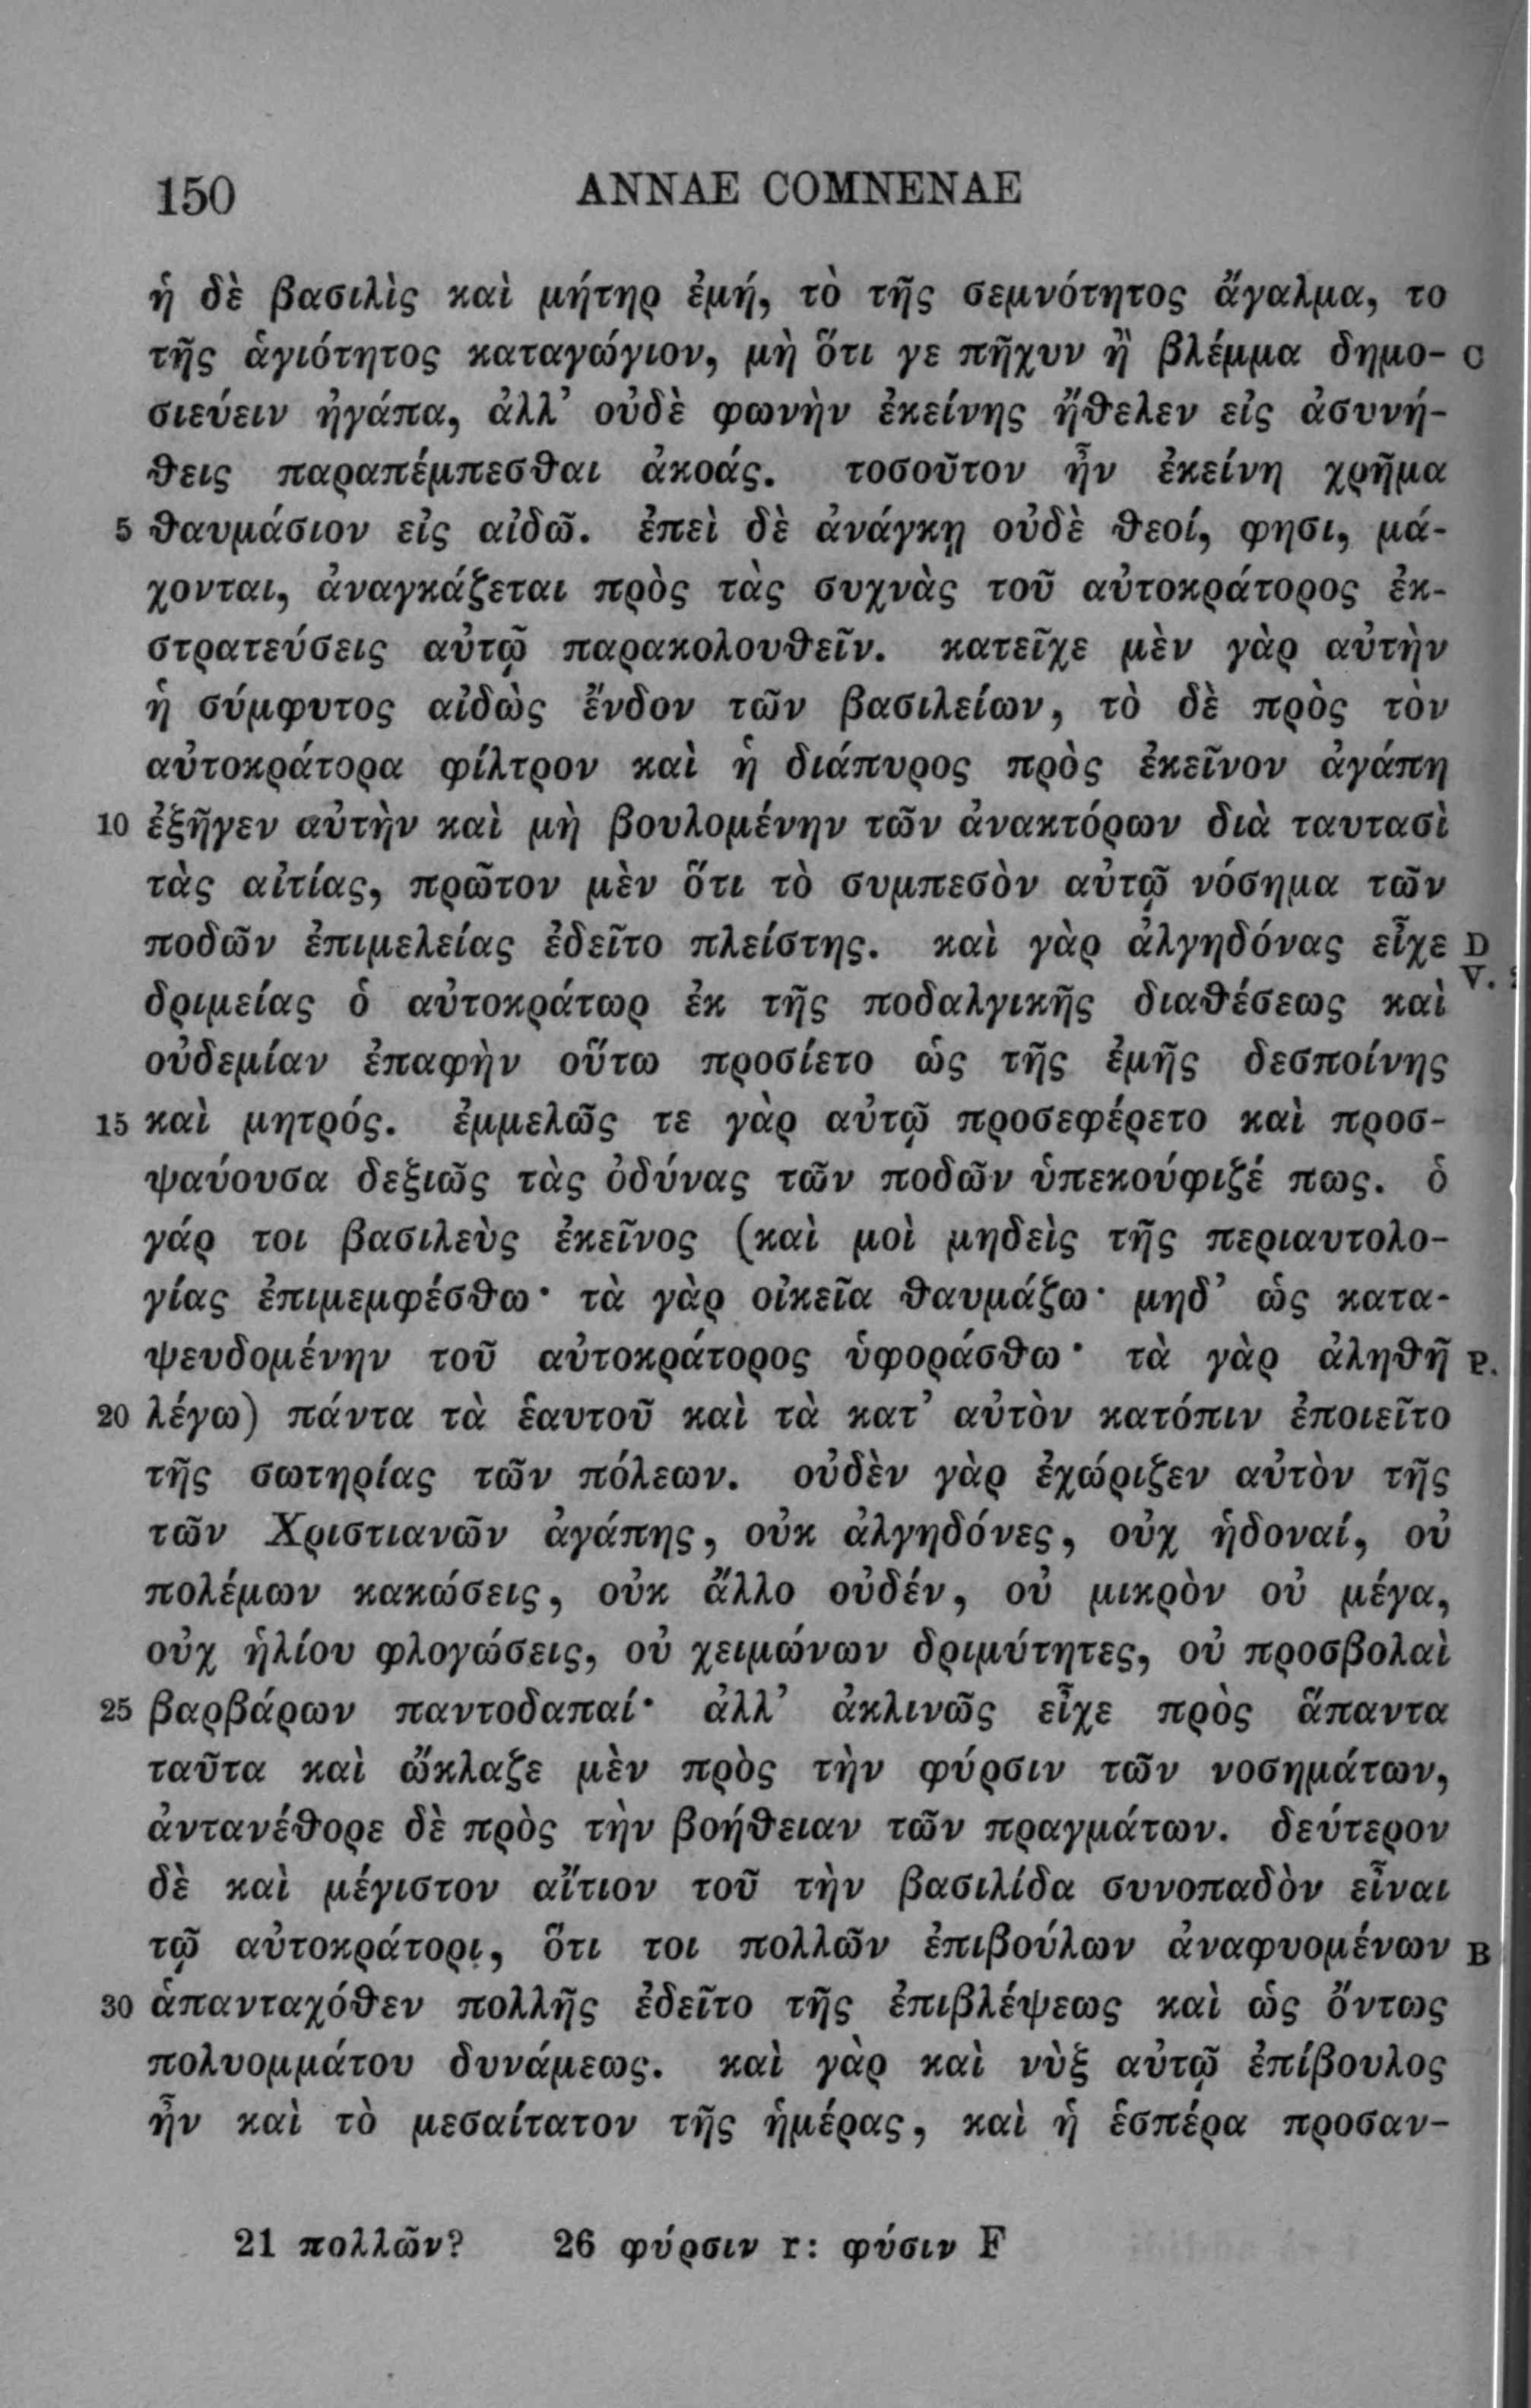 150 ANNAE COMNENAE
ἡ δὲ βασιλὶς καὶ μήτηρ ἐμή, τὸ τῆς σεμνότητος ἄγαλμα, το
τῆς ἁγιότητος καταγώγιον, μὴ ὅτι γε πῆχυν ἢ βλέμμα δημο- C
σιεύειν ἠγάπα, ἀλλ’ οὐδὲ φωνὴν ἐκείνης ἤθελεν εἰς ἀσυνή-
θεις παραπέμπεσθαι ἀκοάς. τοσοῦτον ἦν ἐκείνη χρῆμα
5 θαυμάσιον εἰς αἰδῶ. ἐπεὶ δὲ ἀνάγκῃ οὐδὲ θεοί, φησι, μά-
χονται, ἀναγκάζεται πρὸς τὰς συχνὰς τοῦ αὐτοκράτορος ἐκ-
στρατεύσεις αὐτῷ παρακολουθεῖν. κατεῖχε μὲν γὰρ αὐτὴν
ἡ σύμφυτος αἰδὼς ἔνδον τῶν βασιλείων, τὸ δὲ πρὸς τὸν
αὐτοκράτορα φίλτρον καὶ ἡ διάπυρος πρὸς ἐκεῖνον ἀγάπη
10 ἐξῆγεν αὐτὴν καὶ μὴ βουλομένην τῶν ἀνακτόρων διὰ ταυτασὶ
τὰς αἰτίας, πρῶτον μὲν ὅτι τὸ συμπεσὸν αὐτῷ νόσημα τῶν
ποδῶν ἐπιμελείας ἐδεῖτο πλείστης. καὶ γὰρ ἀλγηδόνας εἶχε D
V.
δριμείας ὁ αὐτοκράτωρ ἐκ τῆς ποδαλγικῆς διαθέσεως καὶ
οὐδεμίαν ἐπαφὴν οὕτω προσίετο ὡς τῆς ἐμῆς δεσποίνης
15 καὶ μητρός. ἐμμελῶς τε γὰρ αὐτῷ προσεφέρετο καὶ προσ-
ψαύουσα δεξιῶς τὰς ὀδύνας τῶν ποδῶν ὑπεκούφιζέ πως. ὁ
γάρ τοι βασιλεὺς ἐκεῖνος (καὶ μοὶ μηδεὶς τῆς περιαυτολο-
γίας ἐπιμεμφέσθω· τὰ γὰρ οἰκεῖα θαυμάζω· μηδ’ ὡς κατα-
ψευδομένην τοῦ αὐτοκράτορος ὑφοράσθω· τὰ γὰρ ἀληθῆ P.
20 λέγω) πάντα τὰ ἑαυτοῦ καὶ τὰ κατ’ αὐτὸν κατόπιν ἐποιεῖτο
τῆς σωτηρίας τῶν πόλεων. οὐδὲν γὰρ ἐχώριζεν αὐτὸν τῆς
τῶν Χριστιανῶν ἀγάπης, οὐκ ἀλγηδόνες, οὐχ ἡδοναί, οὐ
πολέμων κακώσεις, οὐκ ἄλλο οὐδέν, οὐ μικρὸν οὐ μέγα,
οὐχ ἡλίου φλογώσεις, οὐ χειμώνων δριμύτητες, οὐ προσβολαὶ
25 βαρβάρων παντοδαπαί· ἀλλ’ ἀκλινῶς εἶχε πρὸς ἅπαντα
ταῦτα καὶ ὤκλαζε μὲν πρὸς τὴν φύρσιν τῶν νοσημάτων,
ἀντανέθορε δὲ πρὸς τὴν βοήθειαν τῶν πραγμάτων. δεύτερον
δὲ καὶ μέγιστον αἴτιον τοῦ τὴν βασιλίδα συνοπαδὸν εἶναι
τῷ αὐτοκράτορι, ὅτι τοι πολλῶν ἐπιβούλων ἀναφυομένων B
30 ἁπανταχόθεν πολλῆς ἐδεῖτο τῆς ἐπιβλέψεως καὶ ὡς ὄντως
πολυομμάτου δυνάμεως. καὶ γὰρ καὶ νὺξ αὐτῷ ἐπίβουλος
ἦν καὶ τὸ μεσαίτατον τῆς ἡμέρας, καὶ ἡ ἑσπέρα προσαν-
21 πολλῶν? 26 φύρσιν r: φύσιν F